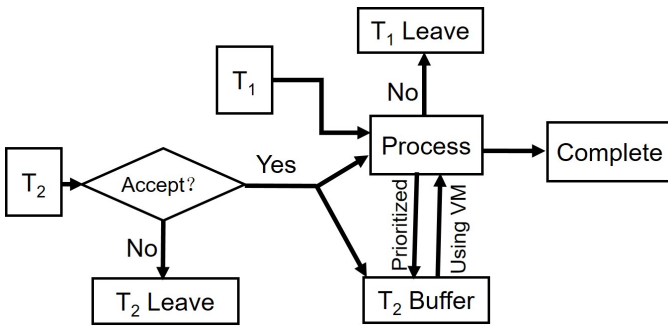 T₁ Leave
T₁
No
Process
Complete
Yes
T₂
Accept?
No
Prioritized
Using VM
T₂ Leave
T₂ Buffer